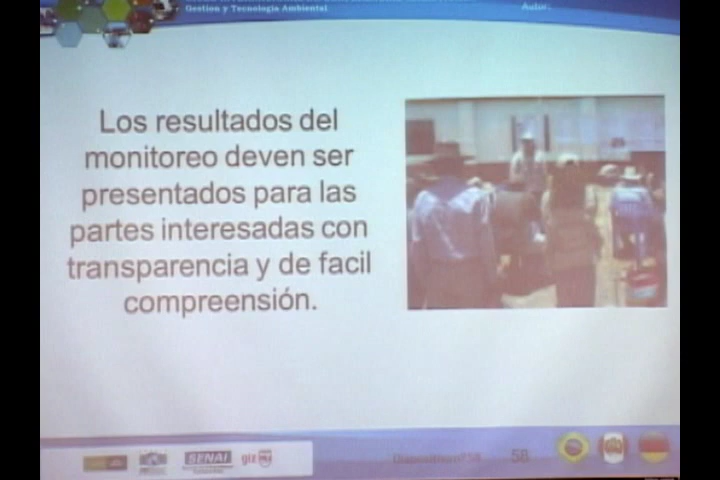 Gestion y Tecnología Ambiental
Autor:
Los resultados del
monitoreo deven ser
presentados para las
partes interesadas con
transparencia y de facil
compreensión.
SENAI
giz
58